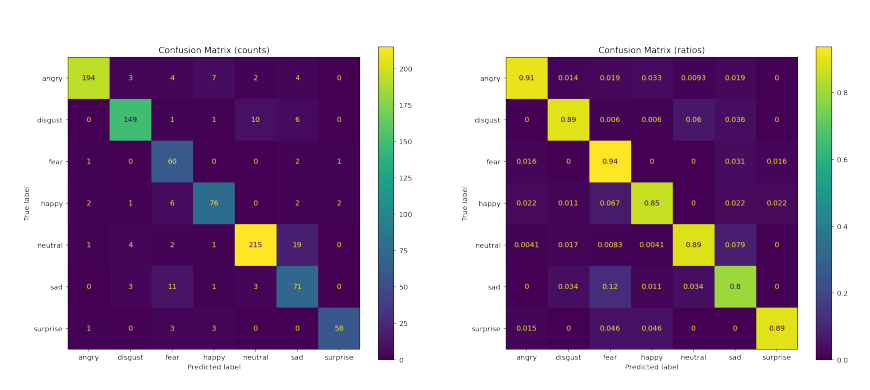 Confusion Matrix (counts)
True label
angry 194 3 4 7 2 4 0
disgust 0 149 1 1 10 6 0
fear 1 0 60 0 0 2 1
happy 2 1 6 76 0 2 2
neutral 1 4 2 1 215 19 0
sad 0 3 11 1 3 71 0
surprise 1 0 3 3 0 0 58
angry disgust fear happy neutral sad surprise
Predicted label
200
175
150
125
100
75
50
25
0
Confusion Matrix (ratios)
True label
angry 0.91 0.014 0.019 0.033 0.0093 0.019 0
disgust 0 0.89 0.006 0.006 0.06 0.036 0
fear 0.016 0 0.94 0 0 0.031 0.016
happy 0.022 0.011 0.067 0.85 0 0.022 0.022
neutral 0.0041 0.017 0.0083 0.0041 0.89 0.079 0
sad 0 0.034 0.12 0.011 0.034 0.8 0
surprise 0.015 0 0.046 0.046 0 0 0.89
angry disgust fear happy neutral sad surprise
Predicted label
0.8
0.6
0.4
0.2
0.0